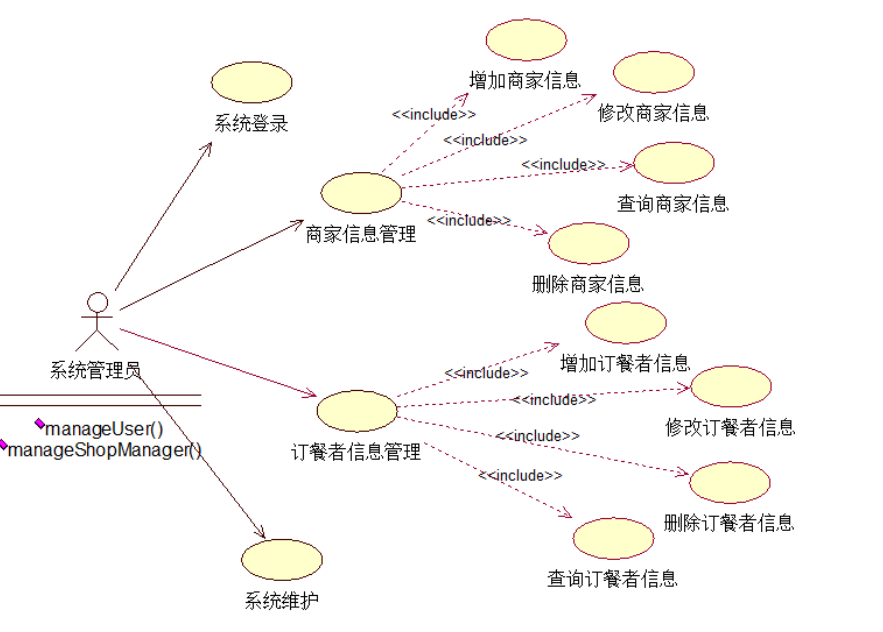 增加商家信息
修改商家信息
系统登录
<<include>>
<<include>>
<<include>>
查询商家信息
商家信息管理
<<include>>
删除商家信息
系统管理员
增加订餐者信息
<<include>>
<<include>>
修改订餐者信息
manageUser()
manageShopManager()
订餐者信息管理
<<include>>
<<include>>
删除订餐者信息
查询订餐者信息
系统维护